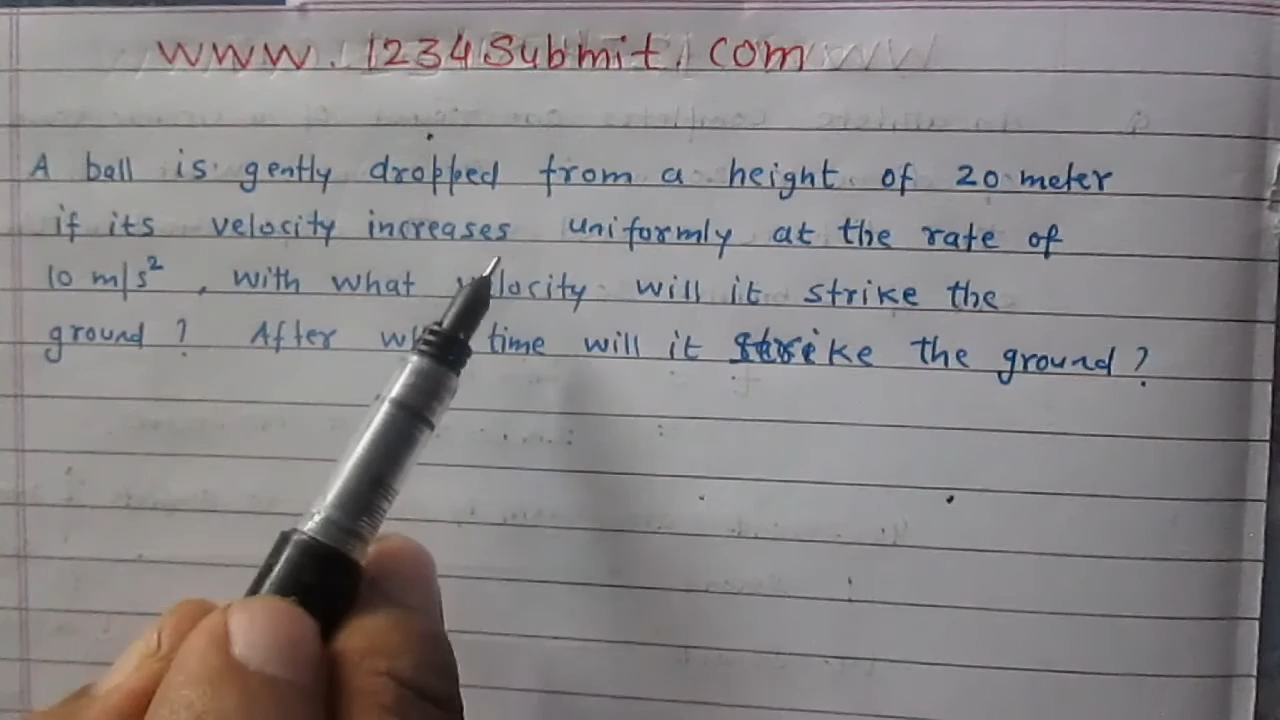 www.1234Submit.com
A ball is gently dropped from a height of 20 meter
if its velocity increases uniformly at the rate of
10 m/s², with what velocity will it strike the
ground? After time will it strike the ground?